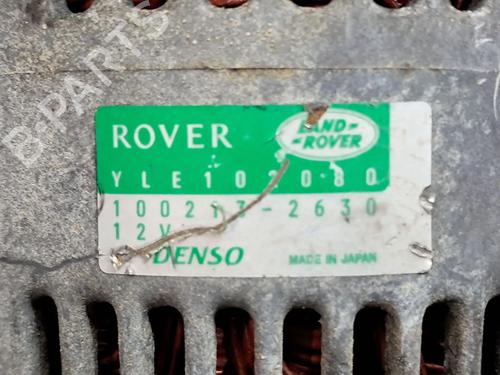 B-PARTS
ROVER
LAND-
-ROVER
YLE102080
100213-2630
12V
DENSO
MADE IN JAPAN